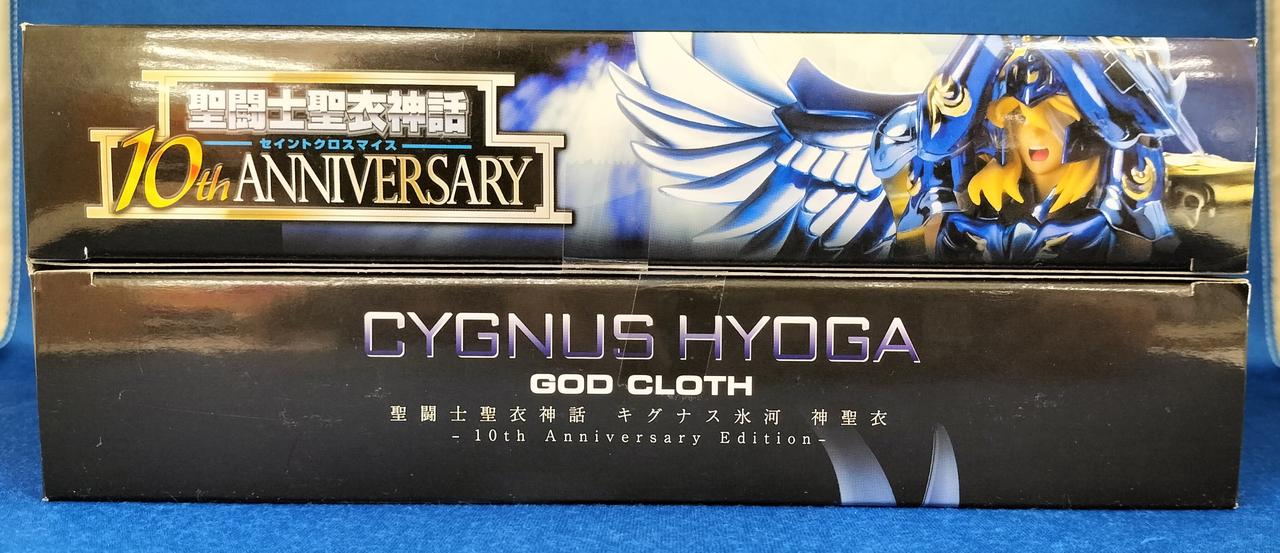 聖闘士聖衣神話
セイントクロスマイス
10th ANNIVERSARY
CYGNUS HYOGA
GOD CLOTH
聖闘士聖衣神話 キグナス氷河 神聖衣
- 10th Anniversary Edition-